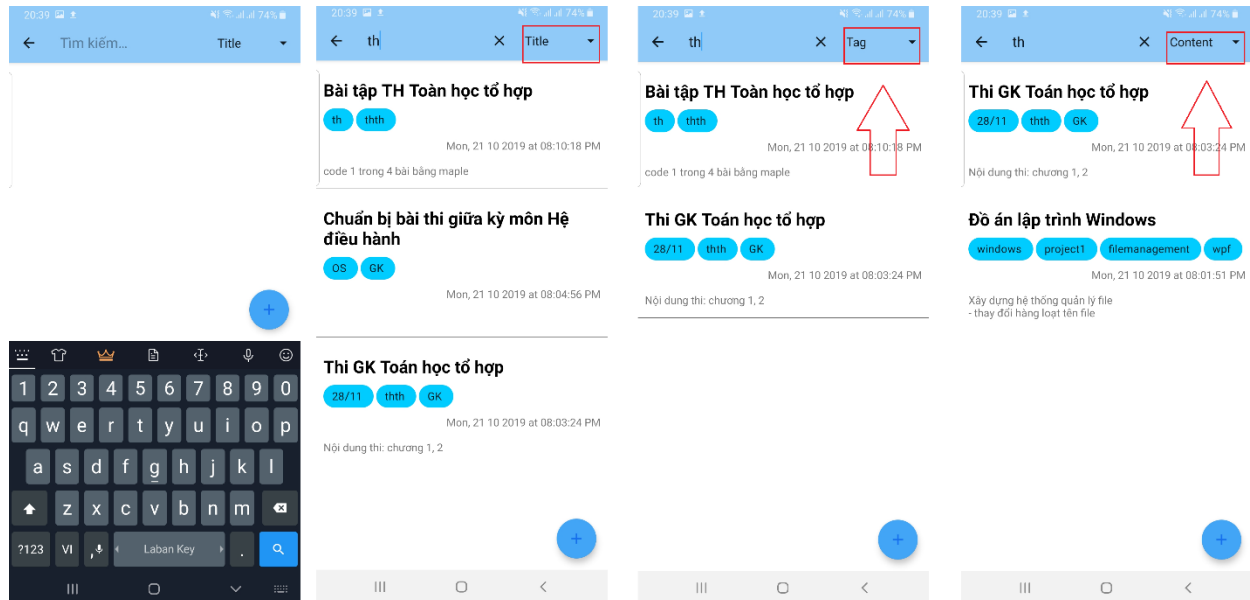 20:39
74%
Tìm kiếm...
Title
1 2 3 4 5 6 7 8 9 0
q w e r t y u i o p
a s d f g h j k l
z x c v b n m
?123 VI , Laban Key .
20:39
74%
th
Title
Bài tập TH Toàn học tổ hợp
th thth
Mon, 21 10 2019 at 08:10:18 PM
code 1 trong 4 bài bằng maple
Chuẩn bị bài thi giữa kỳ môn Hệ
điều hành
OS GK
Mon, 21 10 2019 at 08:04:56 PM
Thi GK Toán học tổ hợp
28/11 thth GK
Mon, 21 10 2019 at 08:03:24 PM
Nội dung thi: chương 1, 2
20:39
74%
th
Tag
Bài tập TH Toàn học tổ hợp
th thth
Mon, 21 10 2019 at 08:10:18 PM
code 1 trong 4 bài bằng maple
Thi GK Toán học tổ hợp
28/11 thth GK
Mon, 21 10 2019 at 08:03:24 PM
Nội dung thi: chương 1, 2
20:39
74%
th
Content
Thi GK Toán học tổ hợp
28/11 thth GK
Mon, 21 10 2019 at 08:03:24 PM
Nội dung thi: chương 1, 2
Đồ án lập trình Windows
windows project1 filemanagement wpf
Mon, 21 10 2019 at 08:01:51 PM
Xây dựng hệ thống quản lý file
- thay đổi hàng loạt tên file